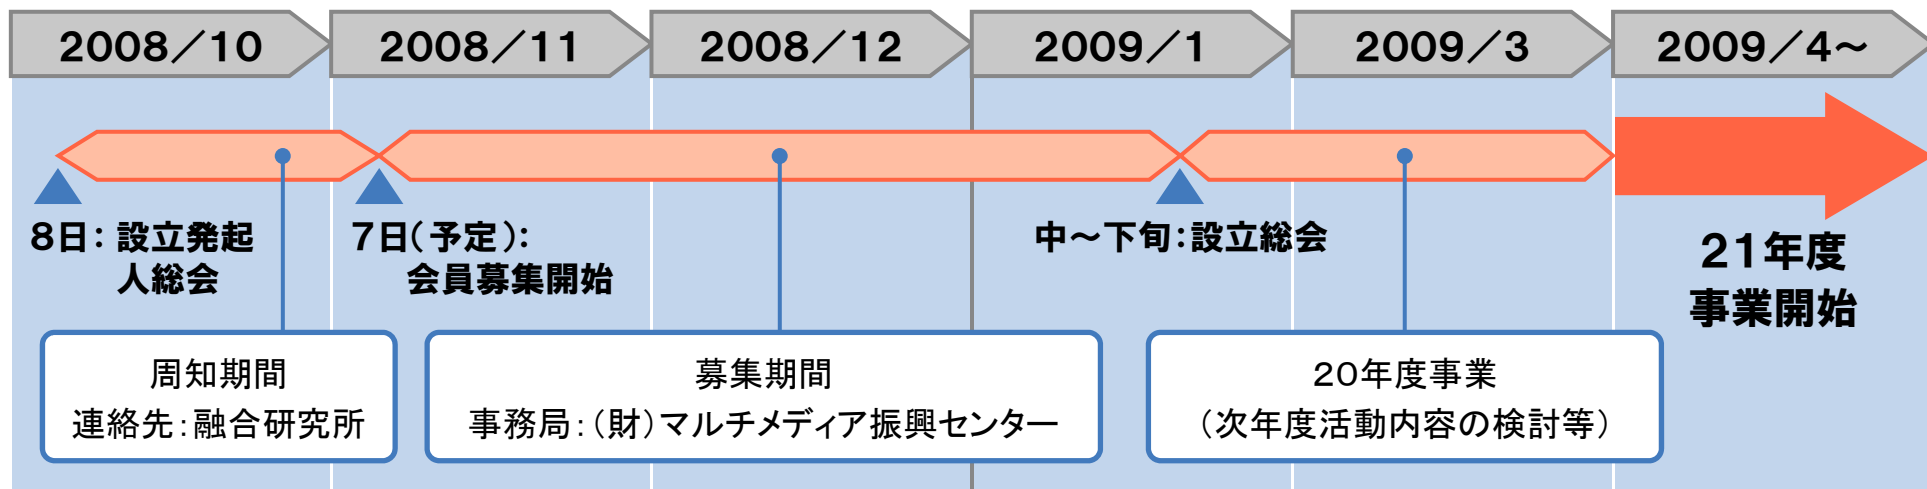 2008／10
2008／11
2008／12
2009／1
2009／3
2009／4～
8日：設立発起
人総会
7日（予定）：
会員募集開始
中～下旬：設立総会
21年度
事業開始
周知期間
連絡先：融合研究所
募集期間
事務局：（財）マルチメディア振興センター
20年度事業
（次年度活動内容の検討等）